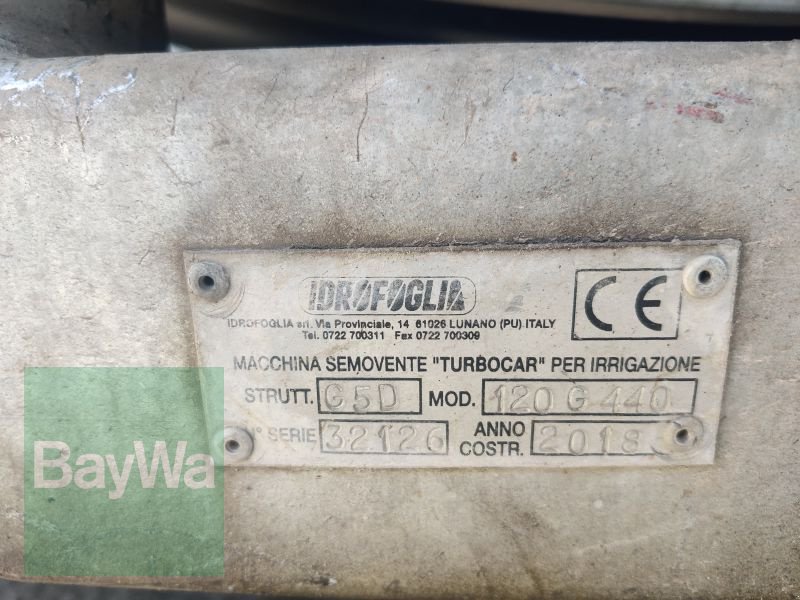 IDROFOGLIA
IDROFOGLIA srl. Via Provinciale, 14 61026 LUNANO (PU) ITALY
Tel. 0722 700311 Fax 0722 700309
CE
MACCHINA SEMOVENTE "TURBOCAR" PER IRRIGAZIONE
STRUTT. G5D MOD. 120 G 440
N° SERIE 32126 ANNO COSTR. 2018
BayWa